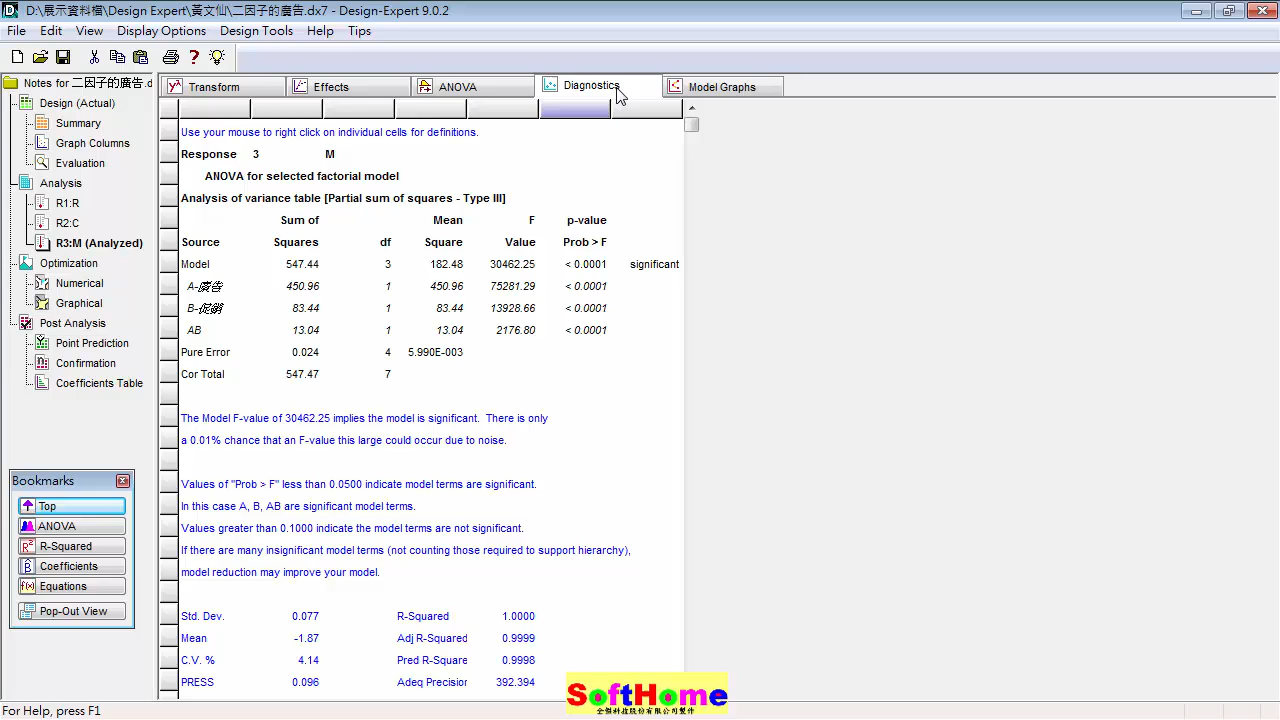 D:\展示資料檔\Design Expert\黃文仙\二因子的廣告.dx7 - Design-Expert 9.0.2
File Edit View Display Options Design Tools Help Tips
Notes for 二因子的廣告.d
Design (Actual)
Summary
Graph Columns
Evaluation
Analysis
R1:R
R2:C
R3:M (Analyzed)
Optimization
Numerical
Graphical
Post Analysis
Point Prediction
Confirmation
Coefficients Table
Bookmarks
Top
ANOVA
R-Squared
Coefficients
Equations
Pop-Out View
Transform Effects ANOVA Diagnostics Model Graphs
Use your mouse to right click on individual cells for definitions.
Response 3 M
ANOVA for selected factorial model
Analysis of variance table [Partial sum of squares - Type III]
Sum of Mean F p-value
Source Squares df Square Value Prob > F
Model 547.44 3 182.48 30462.25 < 0.0001 significant
A-廣告 450.96 1 450.96 75281.29 < 0.0001
B-促銷 83.44 1 83.44 13928.66 < 0.0001
AB 13.04 1 13.04 2176.80 < 0.0001
Pure Error 0.024 4 5.990E-003
Cor Total 547.47 7
The Model F-value of 30462.25 implies the model is significant. There is only
a 0.01% chance that an F-value this large could occur due to noise.
Values of "Prob > F" less than 0.0500 indicate model terms are significant.
In this case A, B, AB are significant model terms.
Values greater than 0.1000 indicate the model terms are not significant.
If there are many insignificant model terms (not counting those required to support hierarchy),
model reduction may improve your model.
Std. Dev. 0.077 R-Squared 1.0000
Mean -1.87 Adj R-Squared 0.9999
C.V. % 4.14 Pred R-Square 0.9998
PRESS 0.096 Adeq Precisior 392.394
SoftHome
全傑科技股份有限公司製作
For Help, press F1